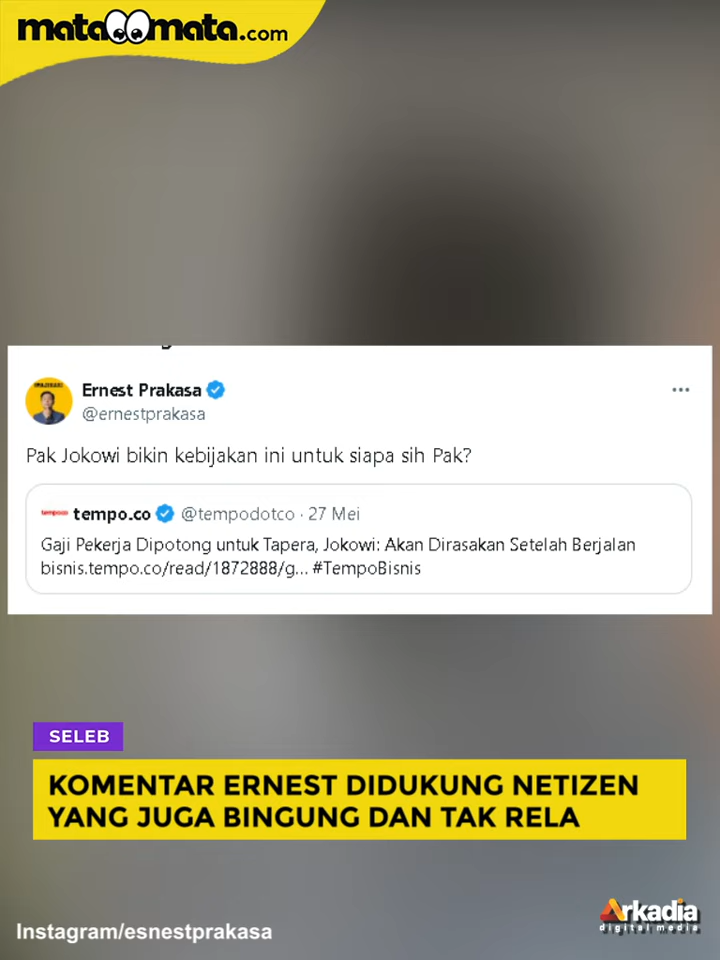 mata mata.com
Ernest Prakasa
@ernestprakasa
Pak Jokowi bikin kebijakan ini untuk siapa sih Pak?
tempo.co @tempodotco · 27 Mei
Gaji Pekerja Dipotong untuk Tapera, Jokowi: Akan Dirasakan Setelah Berjalan
bisnis.tempo.co/read/1872888/g... #TempoBisnis
SELEB
KOMENTAR ERNEST DIDUKUNG NETIZEN
YANG JUGA BINGUNG DAN TAK RELA
Arkadia
digital media
Instagram/esnestprakasa